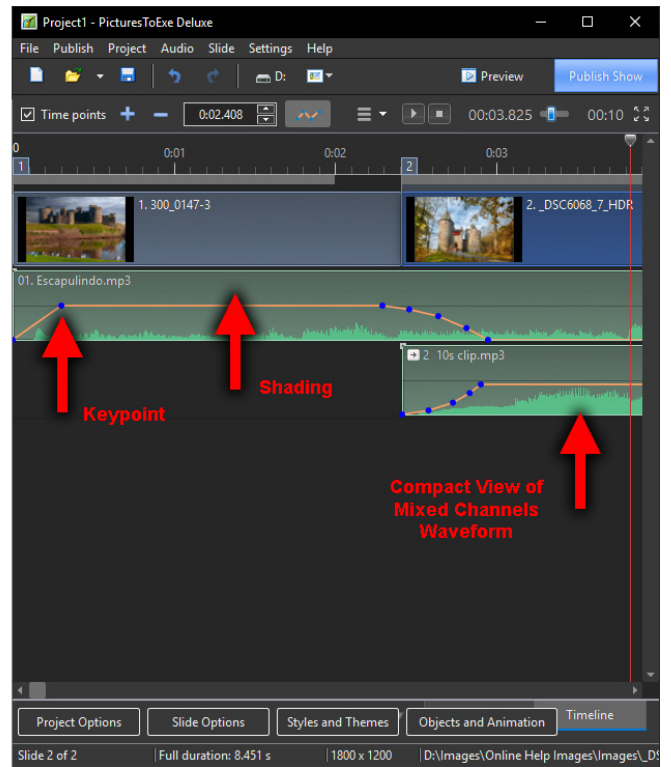 Project1 - PicturesToExe Deluxe
File Publish Project Audio Slide Settings Help
D: Preview Publish Show
Time points 0:02.408 00:03.825 00:10
0 0:01 0:02 0:03
1 2
1. 300_0147-3 2. _DSC6068_7_HDR
01. Escapulindo.mp3
2 10s clip.mp3
Shading
Keypoint
Compact View of
Mixed Channels
Waveform
Project Options Slide Options Styles and Themes Objects and Animation Timeline
Slide 2 of 2 Full duration: 8.451 s 1800 x 1200 D:\Images\Online Help Images\Images\_DS